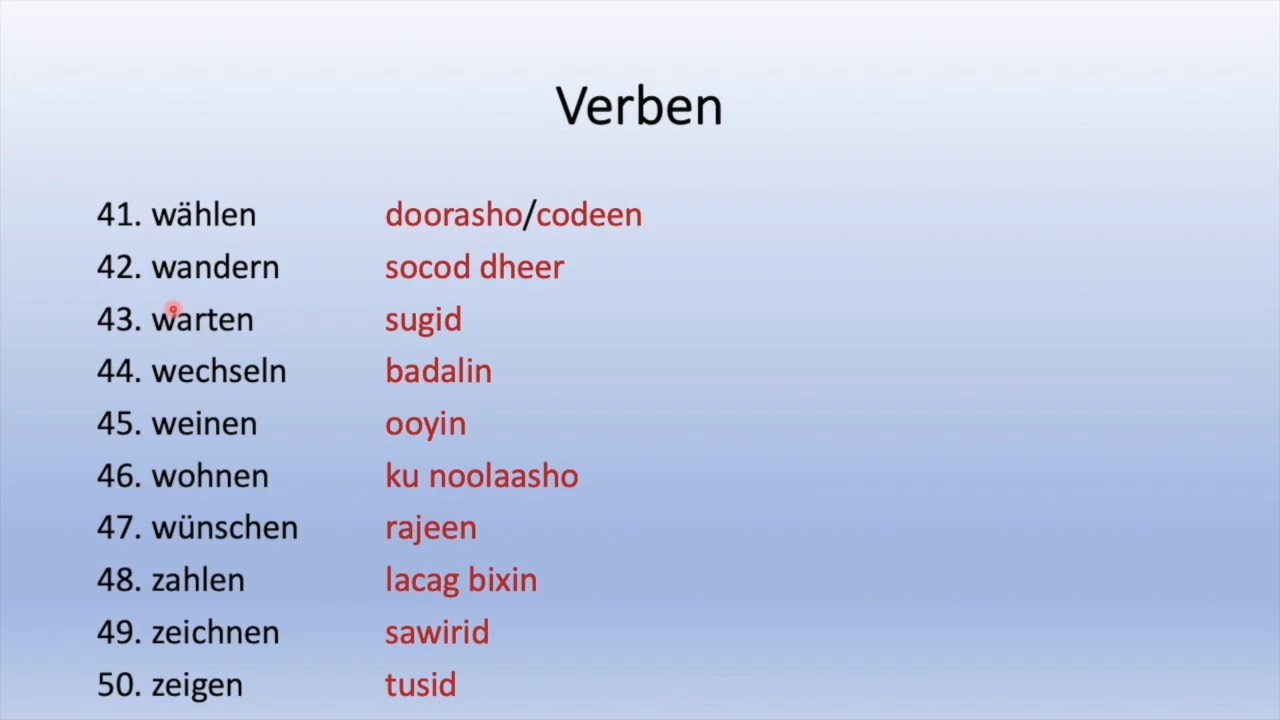 Verben
41. wählen doorasho/codeen
42. wandern socod dheer
43. warten sugid
44. wechseln badalin
45. weinen ooyin
46. wohnen ku noolaasho
47. wünschen rajeen
48. zahlen lacag bixin
49. zeichnen sawirid
50. zeigen tusid